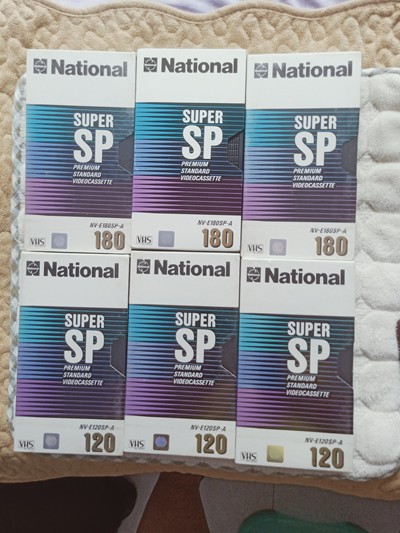 National
SUPER
SP
PREMIUM
STANDARD
VIDEOCASSETTE
NV-E180SP-A
VHS
180
National
SUPER
SP
PREMIUM
STANDARD
VIDEOCASSETTE
NV-E180SP-A
VHS
180
National
SUPER
SP
PREMIUM
STANDARD
VIDEOCASSETTE
NV-E180SP-A
VHS
180
National
SUPER
SP
PREMIUM
STANDARD
VIDEOCASSETTE
NV-E120SP-A
VHS
120
National
SUPER
SP
PREMIUM
STANDARD
VIDEOCASSETTE
NV-E120SP-A
VHS
120
National
SUPER
SP
PREMIUM
STANDARD
VIDEOCASSETTE
NV-E120SP-A
VHS
120